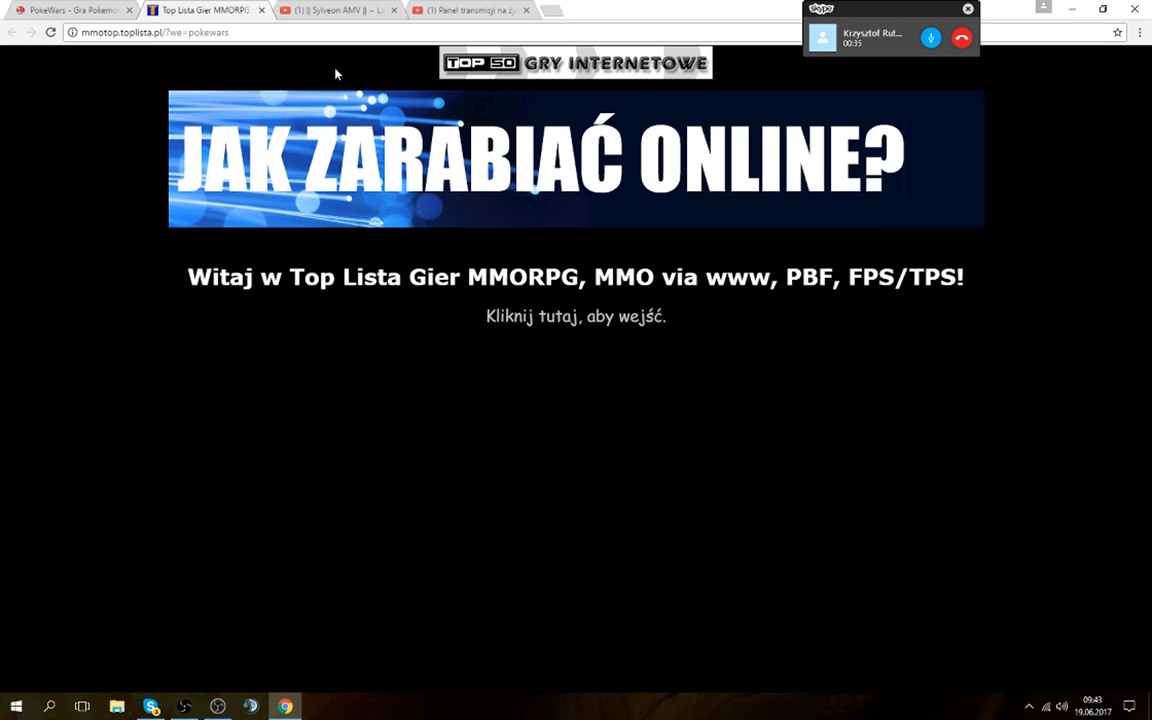 PokeWars - Gra Pokemo
Top Lista Gier MMORPG,
(1) || Sylveon AMV || ~ L
(1) Panel transmisji na ży
skype
Krzysztof Rut...
00:35
mmotop.toplista.pl/?we=pokewars
TOP 50 GRY INTERNETOWE
JAK ZARABIAĆ ONLINE?
Witaj w Top Lista Gier MMORPG, MMO via www, PBF, FPS/TPS!
Kliknij tutaj, aby wejść.
09:43
19.06.2017